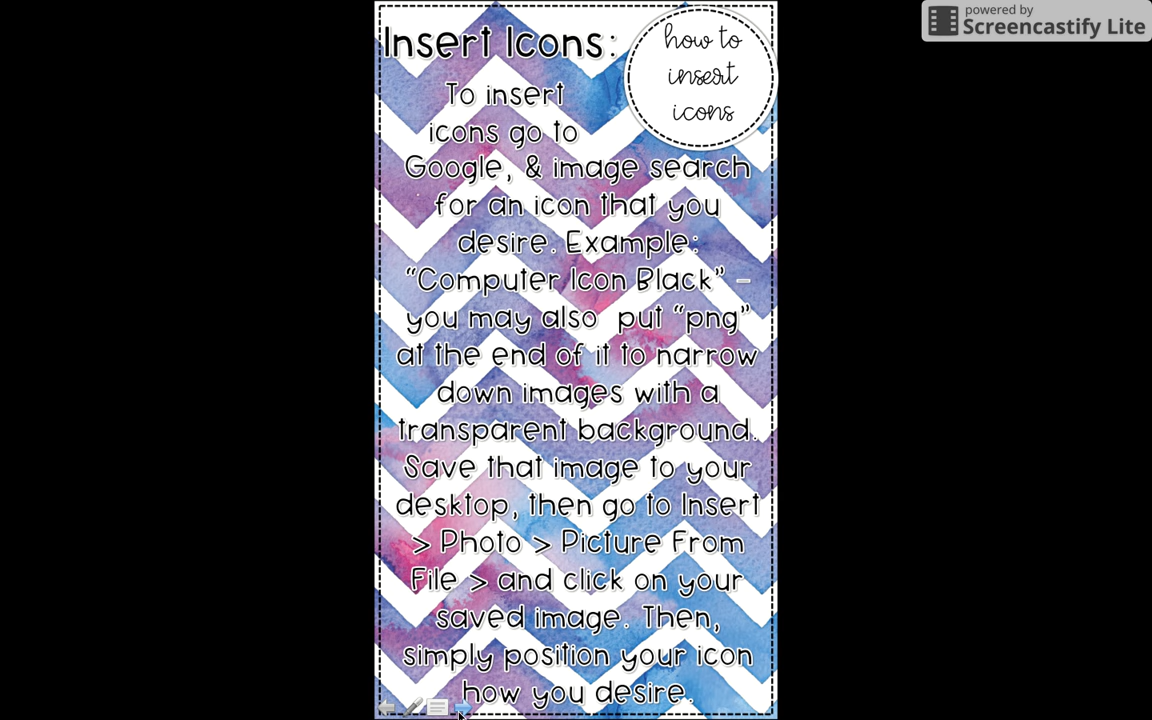 powered by
Screencastify Lite
Insert Icons:
how to
insert
icons
To insert
icons go to
Google, & image search
for an icon that you
desire. Example:
“Computer Icon Black” -
you may also put “png”
at the end of it to narrow
down images with a
transparent background.
Save that image to your
desktop, then go to Insert
> Photo > Picture From
File > and click on your
saved image. Then,
simply position your icon
how you desire.